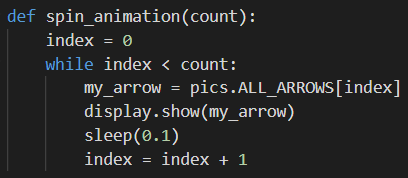 def spin_animation(count):
    index = 0
    while index < count:
        my_arrow = pics.ALL_ARROWS[index]
        display.show(my_arrow)
        sleep(0.1)
        index = index + 1